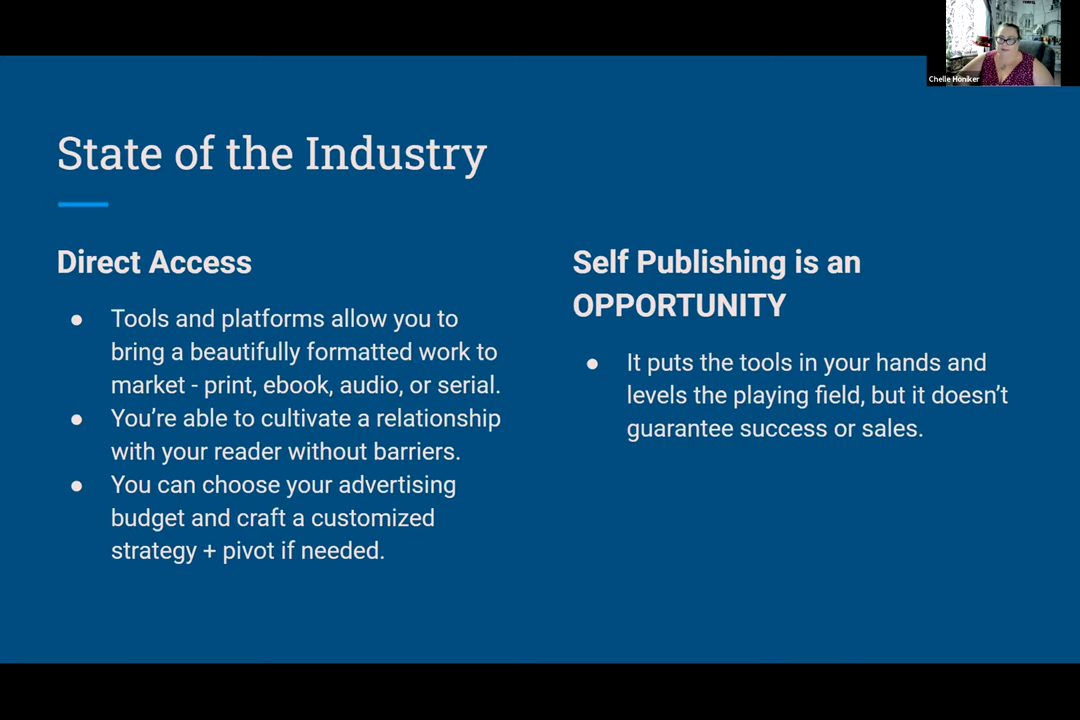 Chelle Honiker
State of the Industry
Direct Access
● Tools and platforms allow you to
bring a beautifully formatted work to
market - print, ebook, audio, or serial.
● You’re able to cultivate a relationship
with your reader without barriers.
● You can choose your advertising
budget and craft a customized
strategy + pivot if needed.
Self Publishing is an
OPPORTUNITY
● It puts the tools in your hands and
levels the playing field, but it doesn’t
guarantee success or sales.